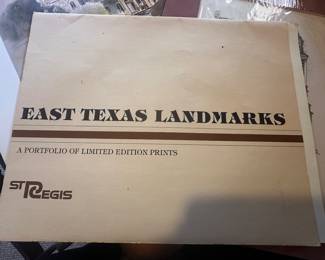 EAST TEXAS LANDMARKS
A PORTFOLIO OF LIMITED EDITION PRINTS
ST REGIS